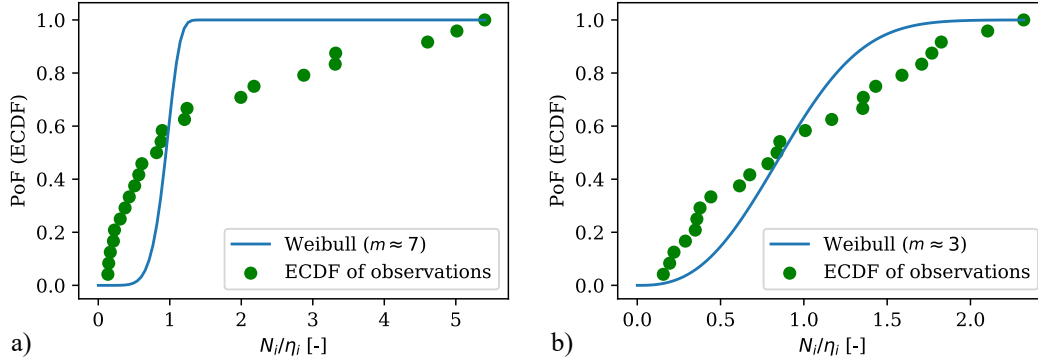 1.0
0.8
0.6
0.4
0.2
0.0
PoF (ECDF)
0 1 2 3 4 5
N_i/η_i [-]
Weibull (m ≈ 7)
ECDF of observations
a)
1.0
0.8
0.6
0.4
0.2
0.0
PoF (ECDF)
0.0 0.5 1.0 1.5 2.0
N_i/η_i [-]
Weibull (m ≈ 3)
ECDF of observations
b)